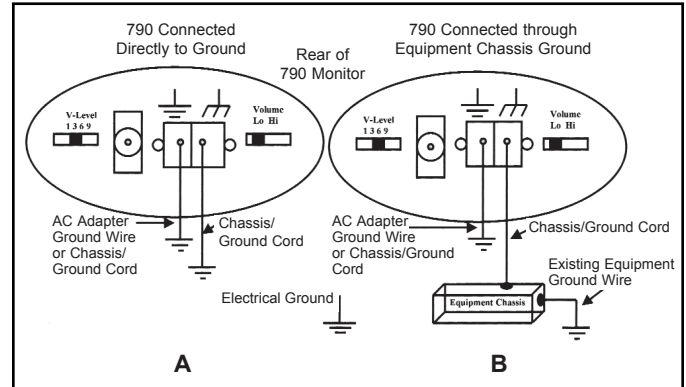 790 Connected
Directly to Ground
Rear of
790 Monitor
790 Connected through
Equipment Chassis Ground
V-Level
1 3 6 9
Volume
Lo Hi
V-Level
1 3 6 9
Volume
Lo Hi
AC Adapter
Ground Wire
or Chassis/
Ground Cord
Chassis/
Ground Cord
AC Adapter
Ground Wire
or Chassis/Ground
Cord
Chassis/Ground Cord
Existing Equipment
Ground Wire
Electrical Ground
Equipment Chassis
A
B